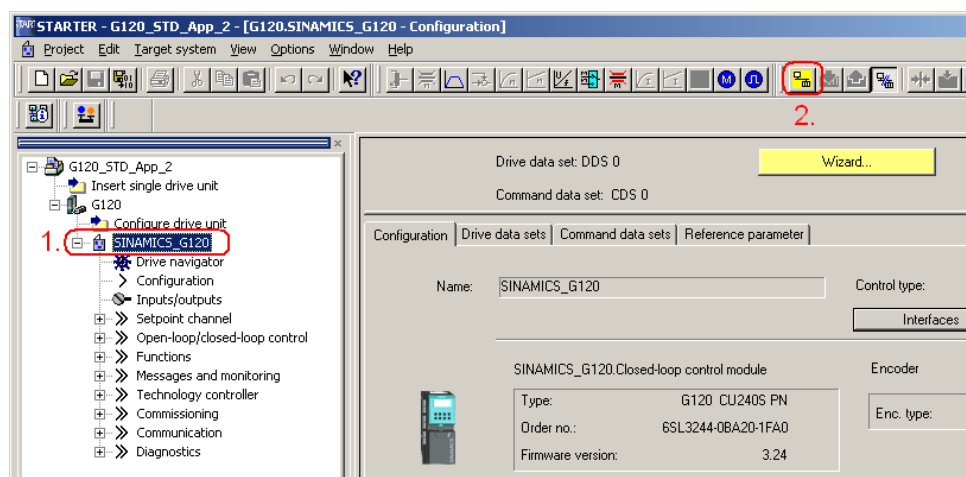 STARTER - G120_STD_App_2 - [G120.SINAMICS_G120 - Configuration]
Project Edit Target system View Options Window Help
2.
G120_STD_App_2
Insert single drive unit
G120
Configure drive unit
1. SINAMICS_G120
Drive navigator
Configuration
Inputs/outputs
Setpoint channel
Open-loop/closed-loop control
Functions
Messages and monitoring
Technology controller
Commissioning
Communication
Diagnostics
Drive data set: DDS 0 Wizard...
Command data set: CDS 0
Configuration Drive data sets Command data sets Reference parameter
Name: SINAMICS_G120 Control type:
Interfaces
SINAMICS_G120.Closed-loop control module Encoder
Type: G120 CU240S PN Enc. type:
Order no.: 6SL3244-0BA20-1FA0
Firmware version: 3.24